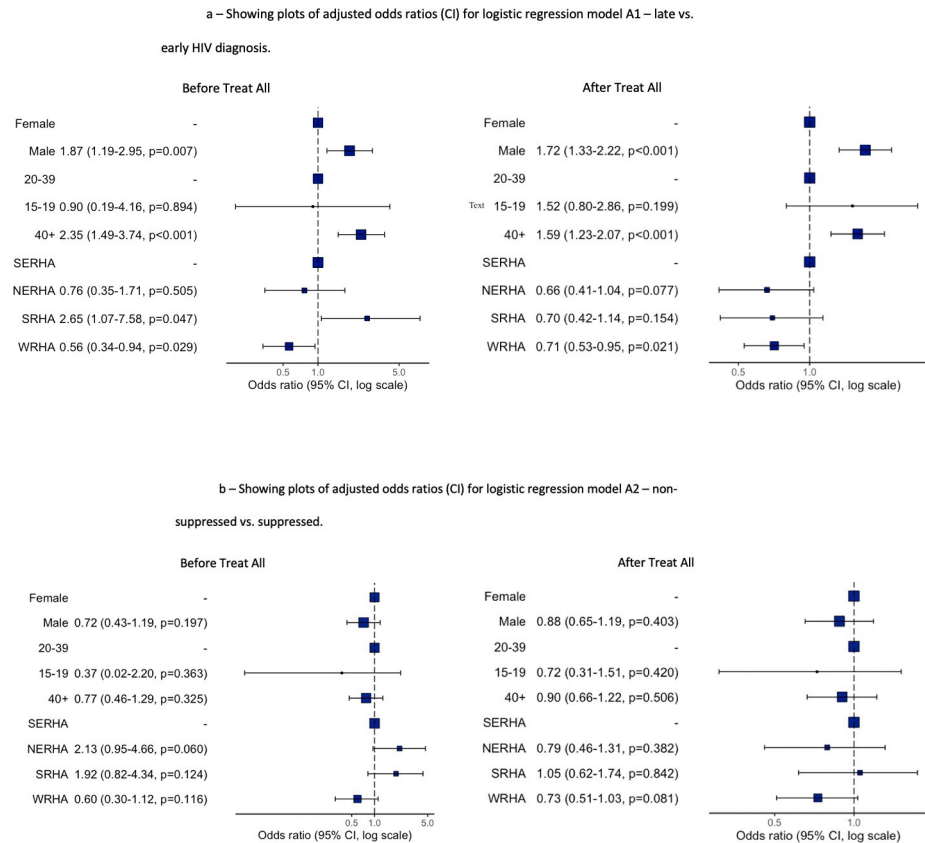 a – Showing plots of adjusted odds ratios (CI) for logistic regression model A1 – late vs.
early HIV diagnosis.
Before Treat All
Female -
Male 1.87 (1.19-2.95, p=0.007)
20-39 -
15-19 0.90 (0.19-4.16, p=0.894)
40+ 2.35 (1.49-3.74, p<0.001)
SERHA -
NERHA 0.76 (0.35-1.71, p=0.505)
SRHA 2.65 (1.07-7.58, p=0.047)
WRHA 0.56 (0.34-0.94, p=0.029)
0.5 1.0 5.0
Odds ratio (95% CI, log scale)
After Treat All
Female -
Male 1.72 (1.33-2.22, p<0.001)
20-39 -
Text 15-19 1.52 (0.80-2.86, p=0.199)
40+ 1.59 (1.23-2.07, p<0.001)
SERHA -
NERHA 0.66 (0.41-1.04, p=0.077)
SRHA 0.70 (0.42-1.14, p=0.154)
WRHA 0.71 (0.53-0.95, p=0.021)
0.5 1.0
Odds ratio (95% CI, log scale)
b – Showing plots of adjusted odds ratios (CI) for logistic regression model A2 – non-
suppressed vs. suppressed.
Before Treat All
Female -
Male 0.72 (0.43-1.19, p=0.197)
20-39 -
15-19 0.37 (0.02-2.20, p=0.363)
40+ 0.77 (0.46-1.29, p=0.325)
SERHA -
NERHA 2.13 (0.95-4.66, p=0.060)
SRHA 1.92 (0.82-4.34, p=0.124)
WRHA 0.60 (0.30-1.12, p=0.116)
0.5 1.0 5.0
Odds ratio (95% CI, log scale)
After Treat All
Female -
Male 0.88 (0.65-1.19, p=0.403)
20-39 -
15-19 0.72 (0.31-1.51, p=0.420)
40+ 0.90 (0.66-1.22, p=0.506)
SERHA -
NERHA 0.79 (0.46-1.31, p=0.382)
SRHA 1.05 (0.62-1.74, p=0.842)
WRHA 0.73 (0.51-1.03, p=0.081)
0.5 1.0
Odds ratio (95% CI, log scale)